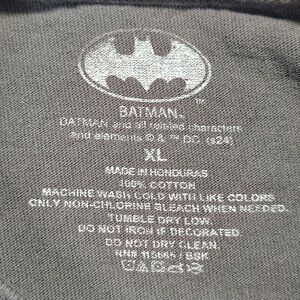 BATMAN
BATMAN and all related characters
and elements © & ™ DC. (s24)
XL
MADE IN HONDURAS
100% COTTON
MACHINE WASH COLD WITH LIKE COLORS
ONLY NON-CHLORINE BLEACH WHEN NEEDED.
TUMBLE DRY LOW
DO NOT IRON IF DECORATED.
DO NOT DRY CLEAN.
RN# / BSK